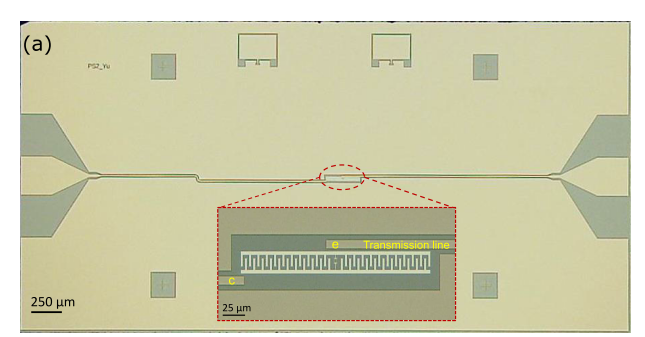 (a)
PS2_Yu
e Transmission line
c
25 μm
250 μm